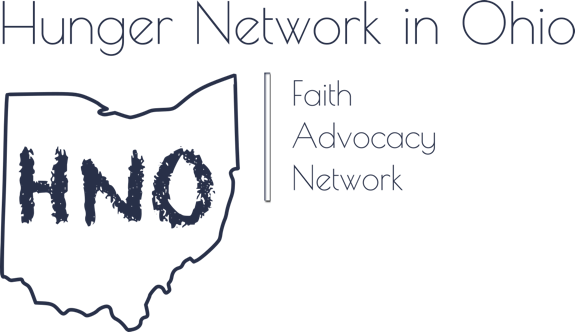 Hunger Network in Ohio
HNO
Faith
Advocacy
Network